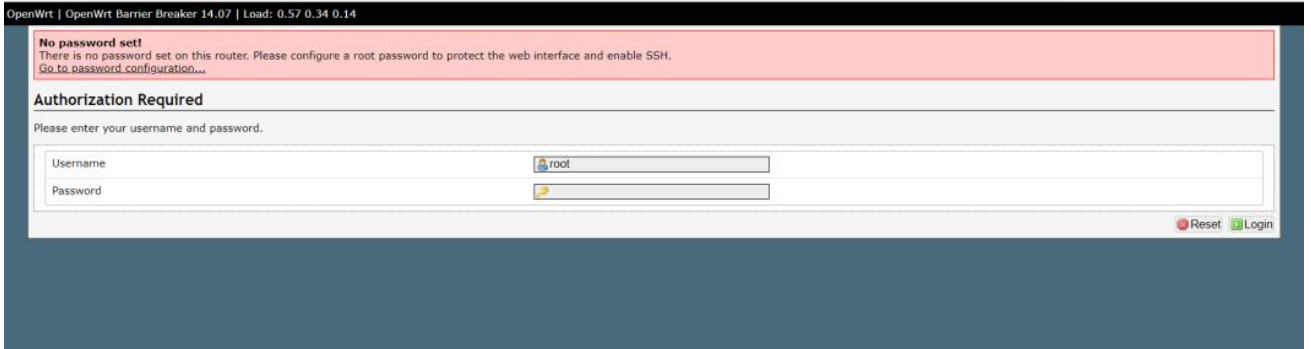 OpenWrt | OpenWrt Barrier Breaker 14.07 | Load: 0.57 0.34 0.14
No password set!
There is no password set on this router. Please configure a root password to protect the web interface and enable SSH.
Go to password configuration...
Authorization Required
Please enter your username and password.
Username root
Password
Reset Login